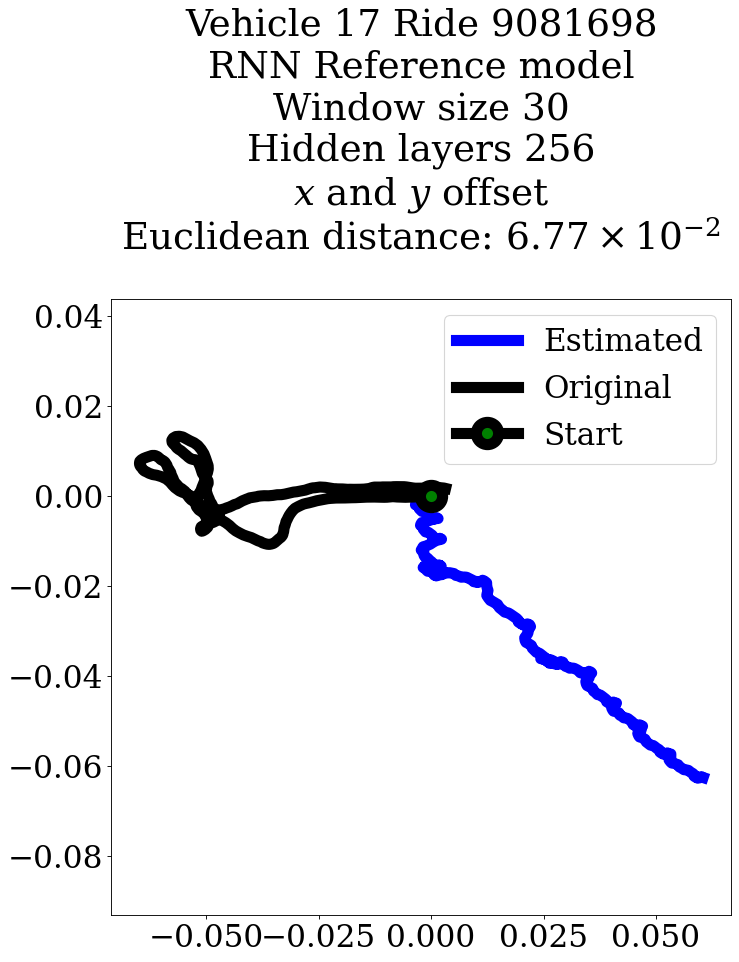 Vehicle 17 Ride 9081698
RNN Reference model
Window size 30
Hidden layers 256
x and y offset
Euclidean distance: 6.77 × 10⁻²
Estimated
Original
Start
0.04
0.02
0.00
−0.02
−0.04
−0.06
−0.08
−0.050 −0.025 0.000 0.025 0.050